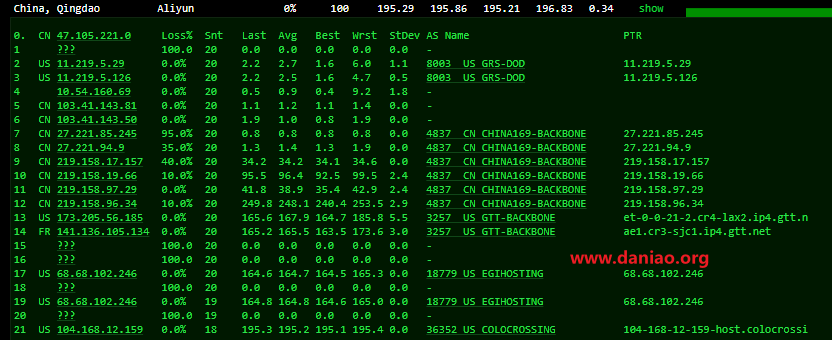 China, Qingdao Aliyun 0% 100 195.29 195.86 195.21 196.83 0.34 show
0. CN 47.105.221.0 Loss% Snt Last Avg Best Wrst StDev AS Name PTR
1 ??? 100.0 20 0.0 0.0 0.0 0.0 0.0 -
2 US 11.219.5.29 0.0% 20 2.2 2.7 1.6 6.0 1.1 8003 US GRS-DOD 11.219.5.29
3 US 11.219.5.126 0.0% 20 2.2 2.5 1.6 4.7 0.5 8003 US GRS-DOD 11.219.5.126
4 10.54.160.69 0.0% 20 0.5 0.9 0.4 9.2 1.8 -
5 CN 103.41.143.81 0.0% 20 1.1 1.2 1.1 1.4 0.0 -
6 CN 103.41.143.50 0.0% 20 1.9 1.0 0.8 1.9 0.0 -
7 CN 27.221.85.245 95.0% 20 0.8 0.8 0.8 0.8 0.0 4837 CN CHINA169-BACKBONE 27.221.85.245
8 CN 27.221.94.9 35.0% 20 1.3 1.4 1.3 1.9 0.0 4837 CN CHINA169-BACKBONE 27.221.94.9
9 CN 219.158.17.157 40.0% 20 34.2 34.2 34.1 34.6 0.0 4837 CN CHINA169-BACKBONE 219.158.17.157
10 CN 219.158.19.66 10.0% 20 95.5 96.4 92.5 99.5 2.4 4837 CN CHINA169-BACKBONE 219.158.19.66
11 CN 219.158.97.29 0.0% 20 41.8 38.9 35.4 42.9 2.4 4837 CN CHINA169-BACKBONE 219.158.97.29
12 CN 219.158.96.34 10.0% 20 249.8 248.1 240.4 253.5 2.9 4837 CN CHINA169-BACKBONE 219.158.96.34
13 US 173.205.56.185 0.0% 20 165.6 167.9 164.7 185.8 5.5 3257 US GTT-BACKBONE et-0-0-21-2.cr4-lax2.ip4.gtt.n
14 FR 141.136.105.134 0.0% 20 165.2 165.5 163.5 173.6 3.0 3257 US GTT-BACKBONE ae1.cr3-sjc1.ip4.gtt.net
15 ??? 100.0 20 0.0 0.0 0.0 0.0 0.0 -
16 ??? 100.0 20 0.0 0.0 0.0 0.0 0.0 -
www.daniao.org
17 US 68.68.102.246 0.0% 20 164.6 164.7 164.5 165.3 0.0 18779 US EGIHOSTING 68.68.102.246
18 ??? 100.0 20 0.0 0.0 0.0 0.0 0.0 -
19 US 68.68.102.246 0.0% 19 164.8 164.8 164.6 165.0 0.0 18779 US EGIHOSTING 68.68.102.246
20 ??? 100.0 19 0.0 0.0 0.0 0.0 0.0 -
21 US 104.168.12.159 0.0% 18 195.3 195.2 195.1 195.4 0.0 36352 US COLOCROSSING 104-168-12-159-host.colocrossi